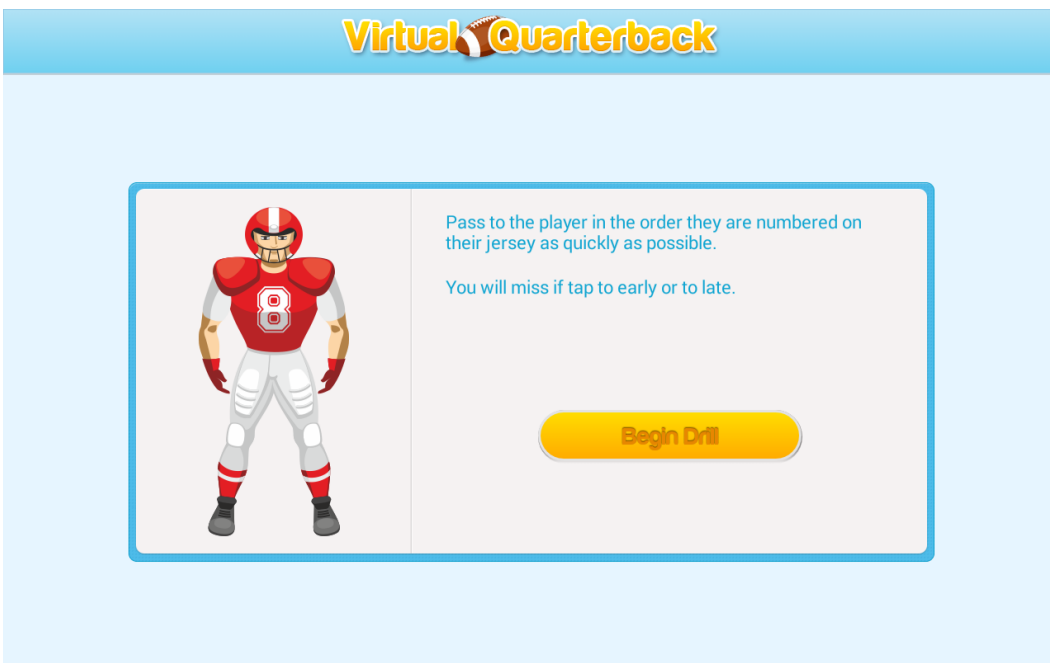 Virtual Quarterback
Pass to the player in the order they are numbered on
their jersey as quickly as possible.
You will miss if tap to early or to late.
8
Begin Drill